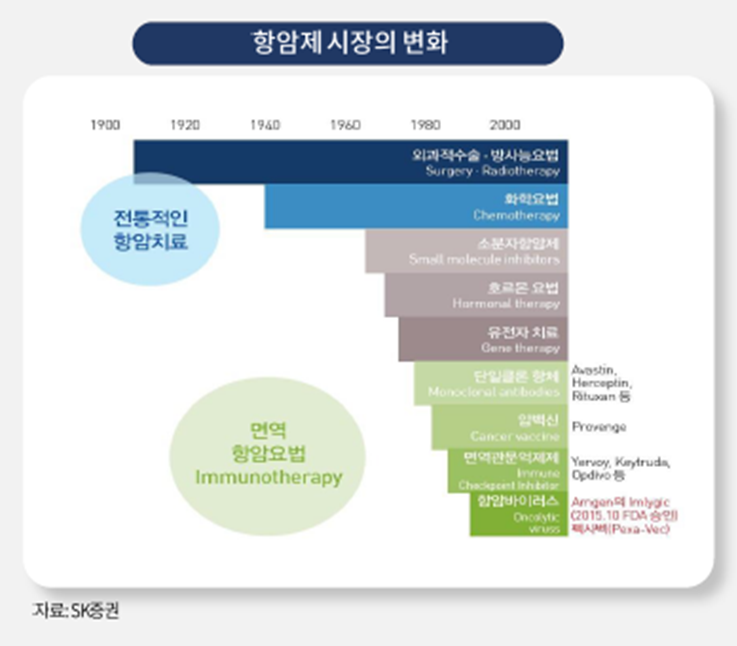 항암제 시장의 변화
1900 1920 1940 1960 1980 2000
외과적수술 · 방사능요법
Surgery · Radiotherapy
전통적인
항암치료
화학요법
Chemotherapy
소분자항암제
Small molecule inhibitors
호르몬 요법
Hormonal therapy
유전자 치료
Gene therapy
단일클론 항체
Monoclonal antibodies
Avastin,
Herceptin,
Rituxan 등
면역
항암요법
Immunotherapy
암백신
Cancer vaccine
Provenge
면역관문억제제
Immune
Checkpoint Inhibitor
Yervoy, Keytruda,
Opdivo 등
항암바이러스
Oncolytic
viruses
Amgen의 Imlygic
(2015.10 FDA 승인)
펙사벡(Pexa-Vec)
자료: SK증권